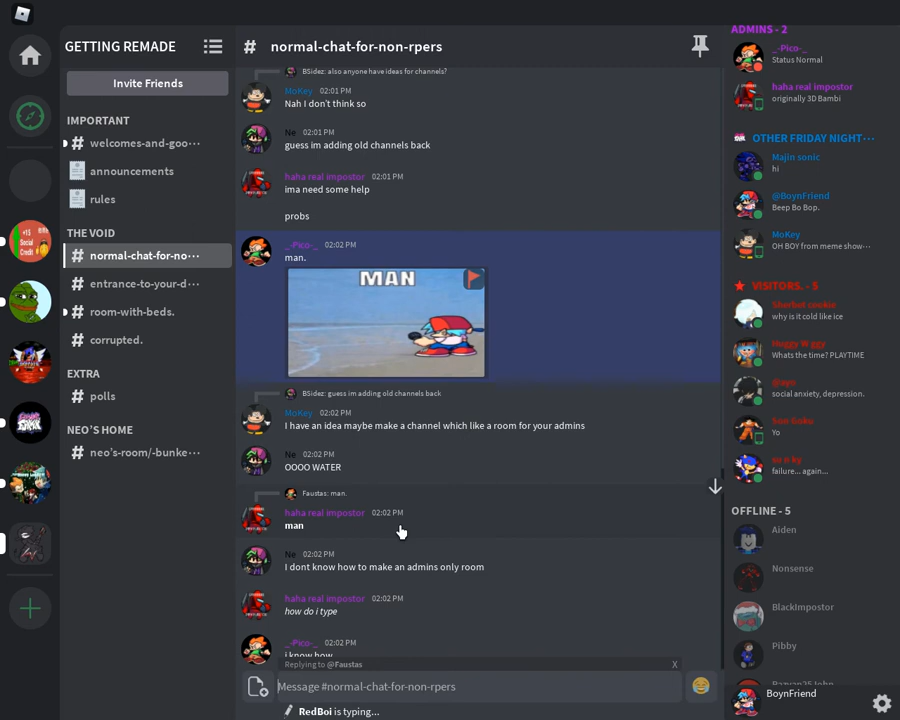 GETTING REMADE
Invite Friends
IMPORTANT
welcomes-and-goo···
announcements
rules
THE VOID
normal-chat-for-no···
entrance-to-your-d···
room-with-beds.
corrupted.
EXTRA
polls
NEO'S HOME
neo's-room/-bunke···
# normal-chat-for-non-rpers
BSidez: also anyone have ideas for channels?
MoKey 02:01 PM
Nah I don't think so
Ne 02:01 PM
guess im adding old channels back
haha real impostor 02:01 PM
ima need some help
probs
_-Pico-_ 02:02 PM
man.
MAN
BSidez: guess im adding old channels back
MoKey 02:02 PM
I have an idea maybe make a channel which like a room for your admins
Ne 02:02 PM
OOOO WATER
Faustas: man.
haha real impostor 02:02 PM
man
Ne 02:02 PM
I dont know how to make an admins only room
haha real impostor 02:02 PM
how do i type
_-Pico-_ 02:02 PM
i know how
Replying to @Faustas X
Message #normal-chat-for-non-rpers
RedBoi is typing...
ADMINS - 2
_-Pico-_
Status Normal
haha real impostor
originally 3D Bambi
OTHER FRIDAY NIGHT···
Majin sonic
hi
@BoynFriend
Beep Bo Bop.
MoKey
OH BOY from meme show···
VISITORS. - 5
Sherbet cookie
why is it cold like ice
Huggy Wggy
Whats the time? PLAYTIME
@ayo
social anxiety, depression.
Son Goku
Yo
failure... again...
OFFLINE - 5
Aiden
Nonsense
BlackImpostor
Pibby
BoynFriend
+15
Social
Credit